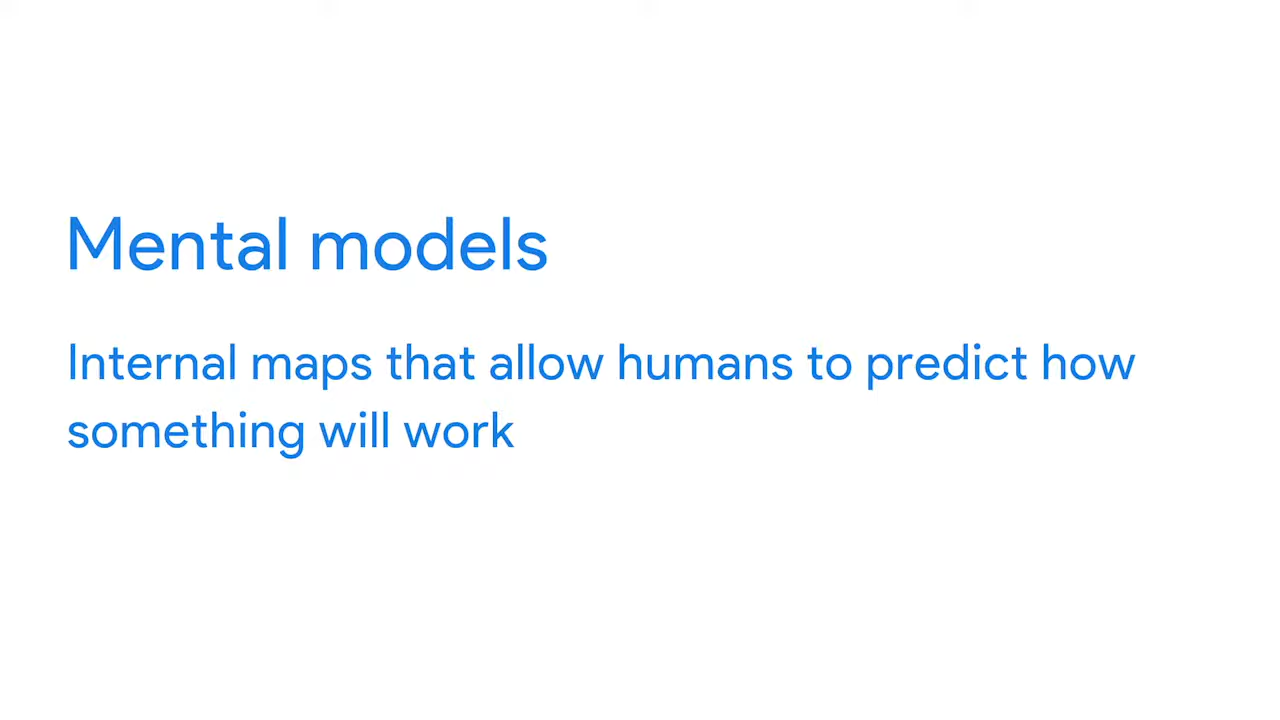 Mental models
Internal maps that allow humans to predict how
something will work